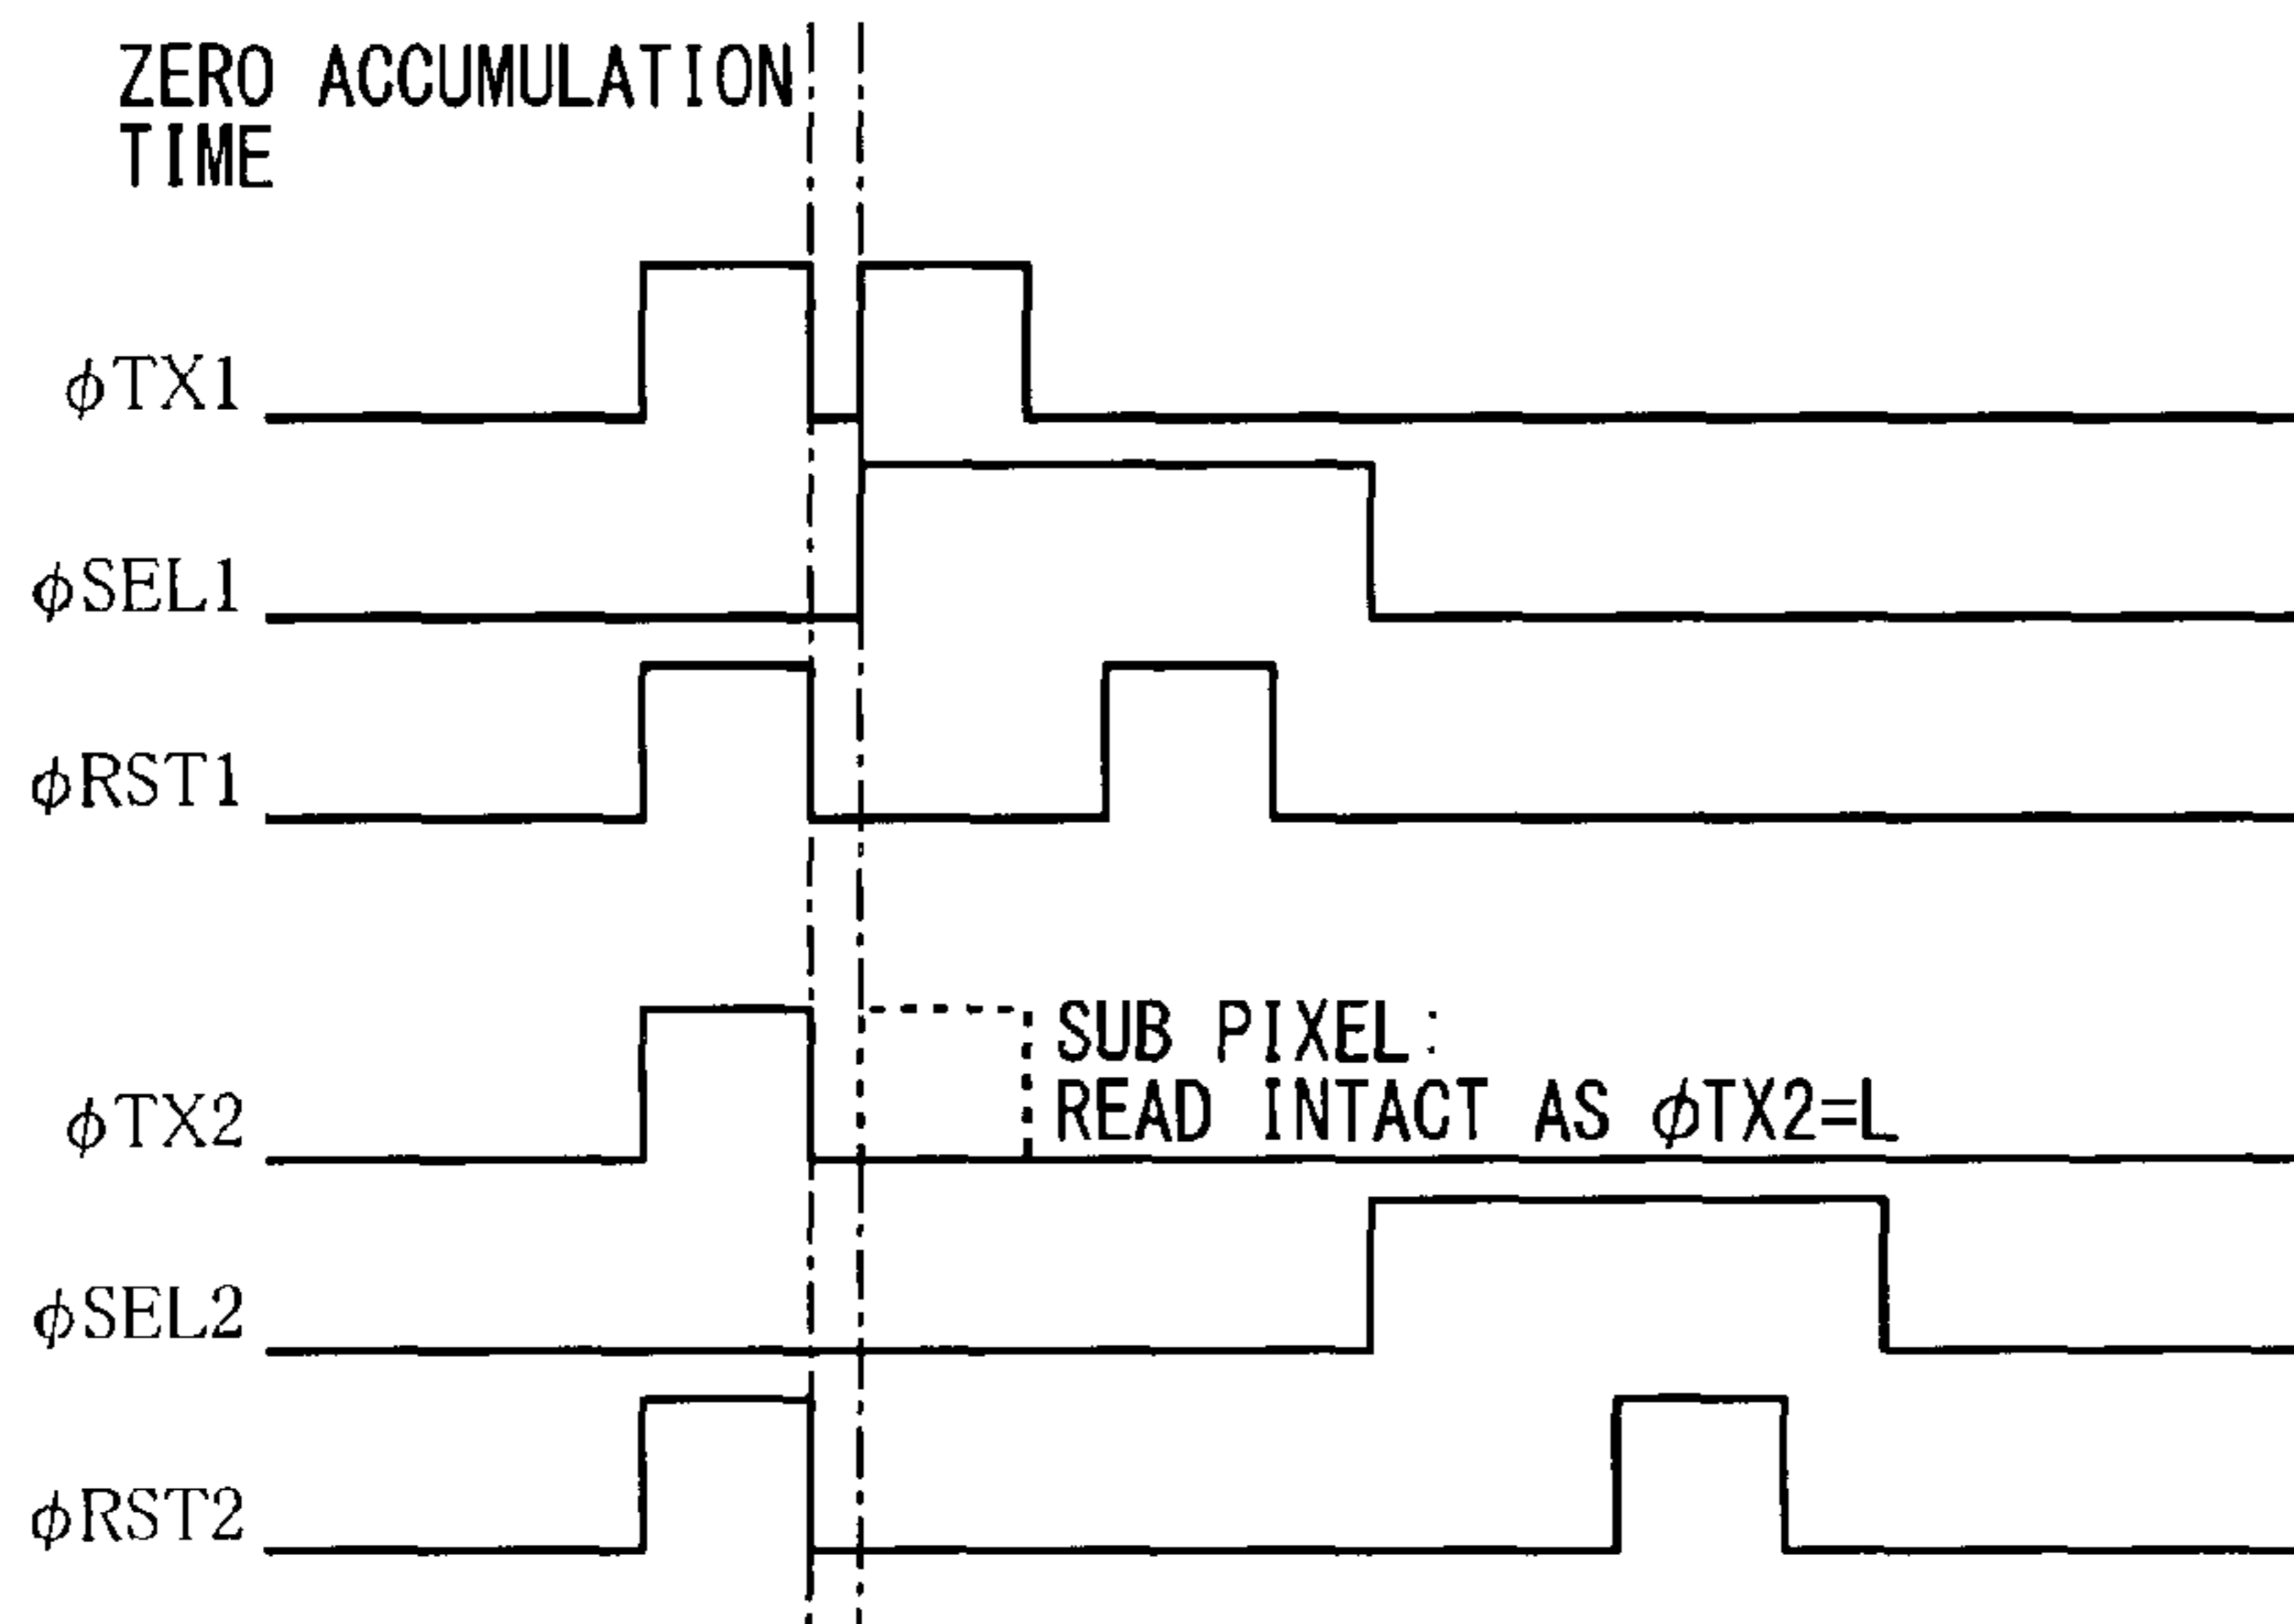 ZERO ACCUMULATION
TIME
ϕTX1
ϕSEL1
ϕRST1
SUB PIXEL:
READ INTACT AS ϕTX2=L
ϕTX2
ϕSEL2
ϕRST2